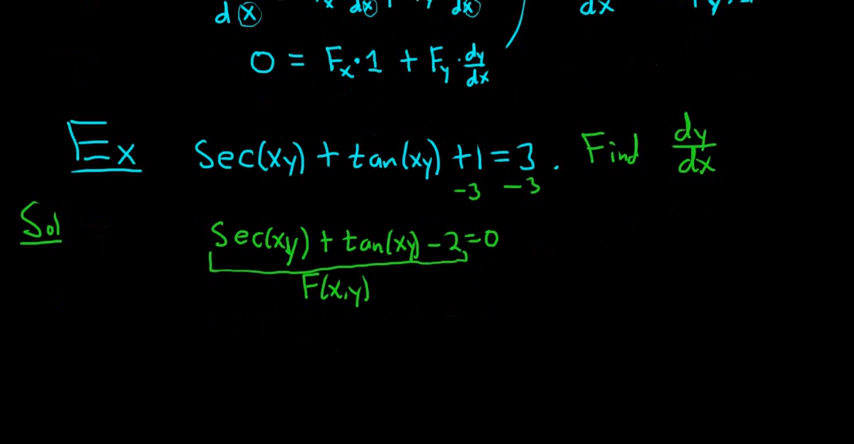 0 = Fx · 1 + Fy · dy/dx
Ex Sec(xy) + tan(xy) + 1 = 3 . Find dy/dx
-3 -3
Sol Sec(xy) + tan(xy) - 2 = 0
F(x,y)